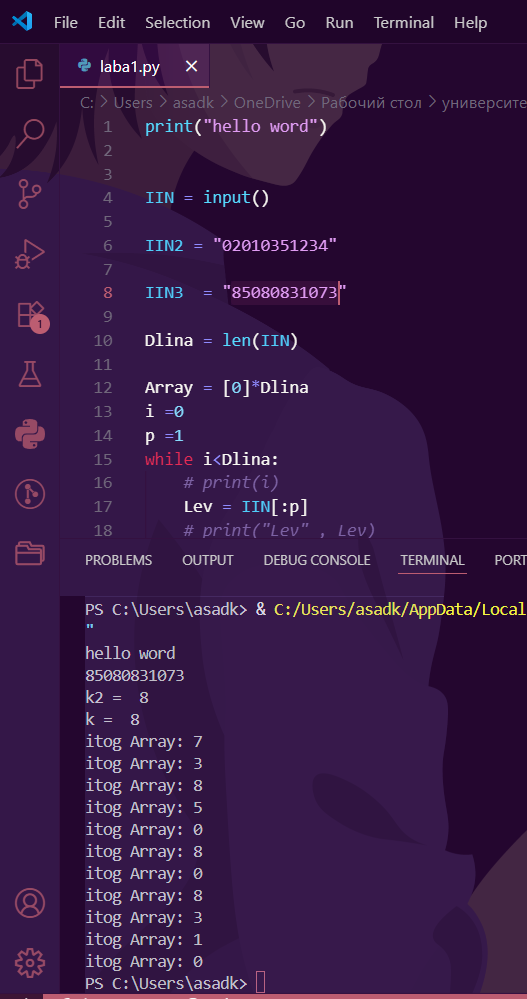 File Edit Selection View Go Run Terminal Help
laba1.py
C: > Users > asadk > OneDrive > Рабочий стол > университе
1 print("hello word")
2
3
4 IIN = input()
5
6 IIN2 = "02010351234"
7
8 IIN3  = "85080831073"
9
10 Dlina = len(IIN)
11
12 Array = [0]*Dlina
13 i =0
14 p =1
15 while i<Dlina:
16     # print(i)
17     Lev = IIN[:p]
18     # print("Lev" , Lev)
1
PROBLEMS OUTPUT DEBUG CONSOLE TERMINAL PORT
PS C:\Users\asadk> & C:/Users/asadk/AppData/Local
"
hello word
85080831073
k2 =  8
k =  8
itog Array: 7
itog Array: 3
itog Array: 8
itog Array: 5
itog Array: 0
itog Array: 8
itog Array: 0
itog Array: 8
itog Array: 3
itog Array: 1
itog Array: 0
PS C:\Users\asadk>